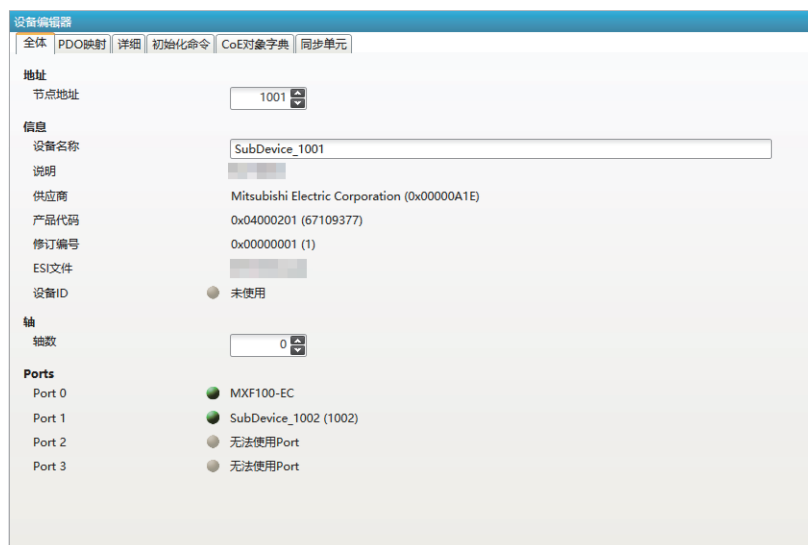 设备编辑器
全体 PDO映射 详细 初始化命令 CoE对象字典 同步单元
地址
节点地址 1001
信息
设备名称 SubDevice_1001
说明
供应商 Mitsubishi Electric Corporation (0x00000A1E)
产品代码 0x04000201 (67109377)
修订编号 0x00000001 (1)
ESI文件
设备ID 未使用
轴
轴数 0
Ports
Port 0 MXF100-EC
Port 1 SubDevice_1002 (1002)
Port 2 无法使用Port
Port 3 无法使用Port